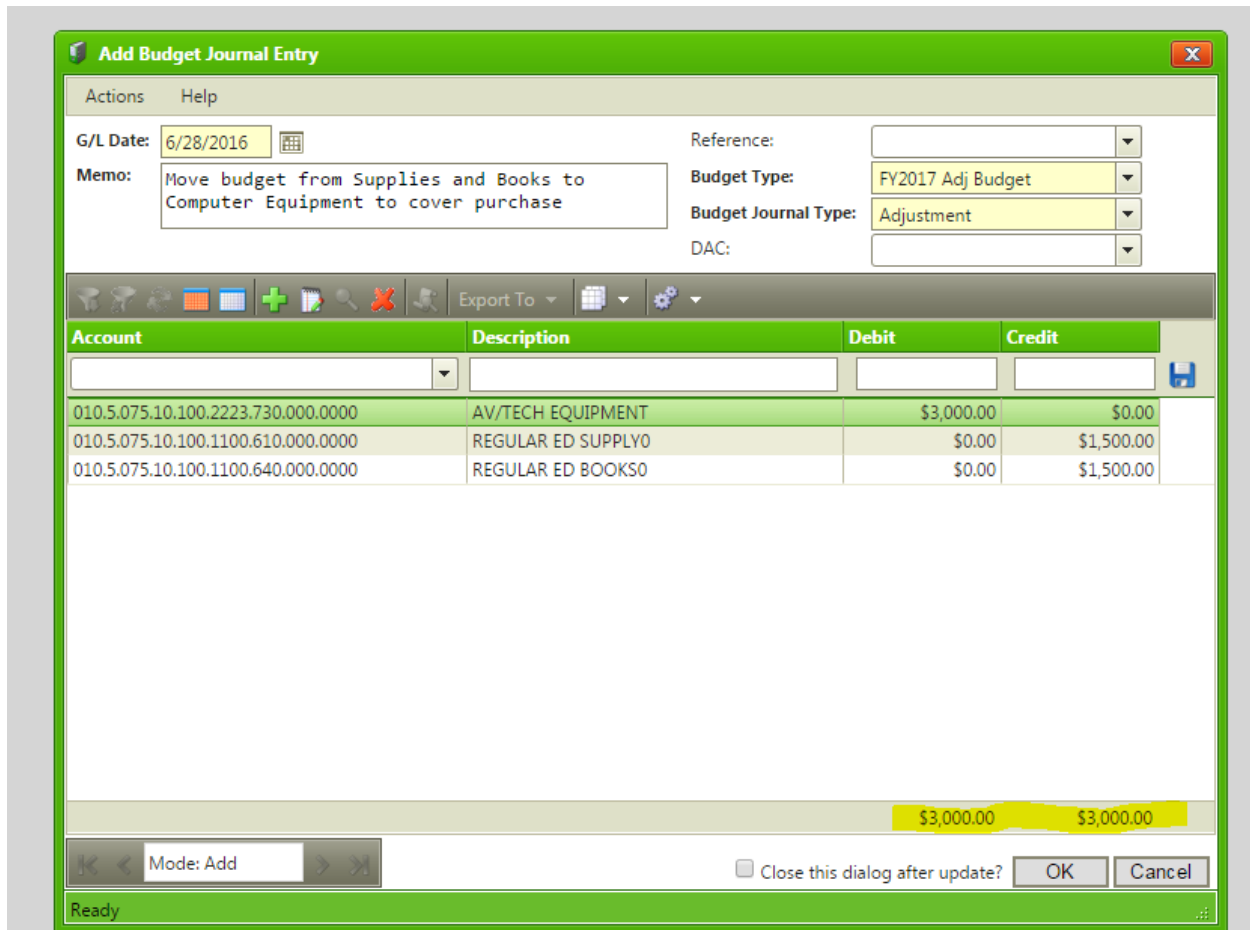 Add Budget Journal Entry
X
Actions Help
G/L Date: 6/28/2016 Reference:
Memo: Move budget from Supplies and Books to Budget Type: FY2017 Adj Budget
Computer Equipment to cover purchase Budget Journal Type: Adjustment
DAC:
Export To
Account Description Debit Credit
010.5.075.10.100.2223.730.000.0000 AV/TECH EQUIPMENT $3,000.00 $0.00
010.5.075.10.100.1100.610.000.0000 REGULAR ED SUPPLY0 $0.00 $1,500.00
010.5.075.10.100.1100.640.000.0000 REGULAR ED BOOKS0 $0.00 $1,500.00
$3,000.00 $3,000.00
Mode: Add Close this dialog after update? OK Cancel
Ready